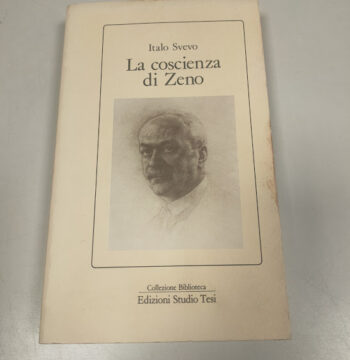 Italo Svevo
La coscienza
di Zeno
Collezione Biblioteca
Edizioni Studio Tesi